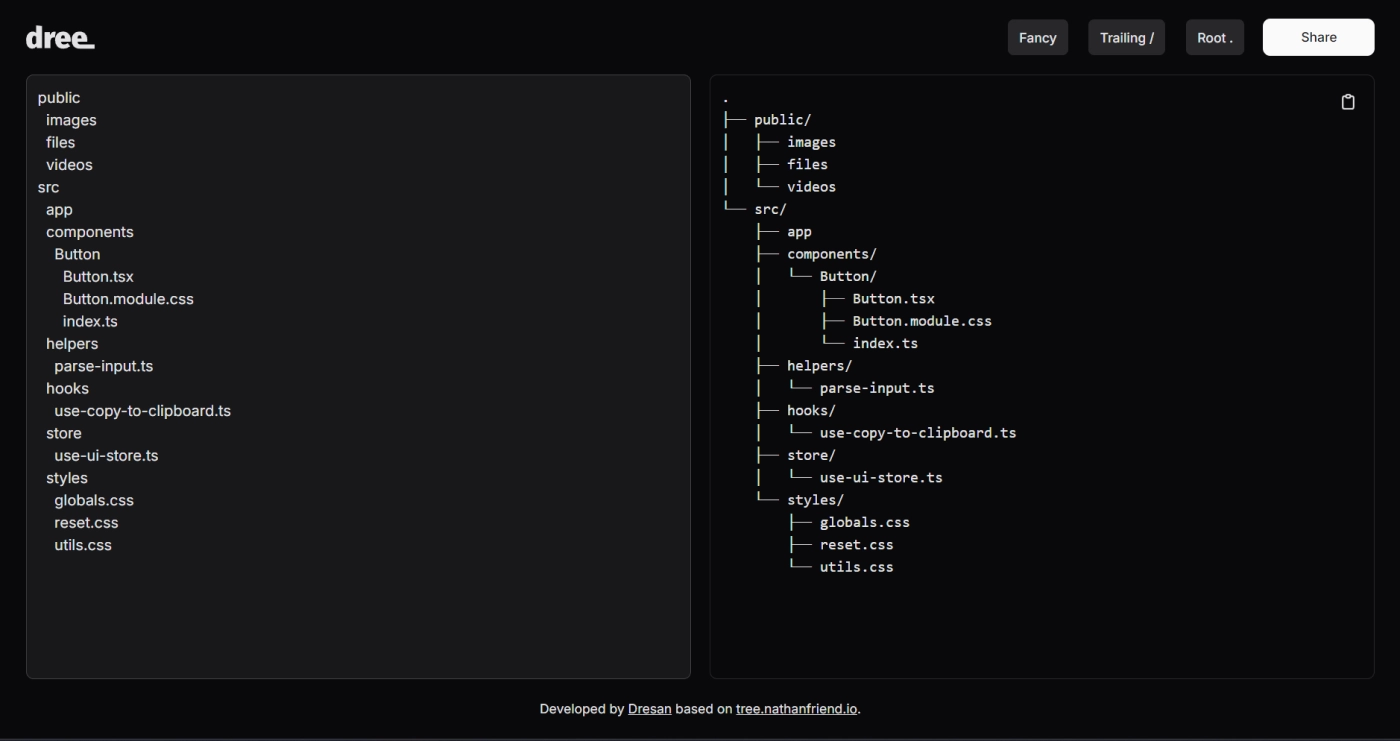 dree_
Fancy
Trailing /
Root .
Share
public
  images
  files
  videos
src
  app
  components
    Button
      Button.tsx
      Button.module.css
      index.ts
  helpers
    parse-input.ts
  hooks
    use-copy-to-clipboard.ts
  store
    use-ui-store.ts
  styles
    globals.css
    reset.css
    utils.css
.
├── public/
│   ├── images
│   ├── files
│   └── videos
└── src/
    ├── app
    ├── components/
    │   └── Button/
    │       ├── Button.tsx
    │       ├── Button.module.css
    │       └── index.ts
    ├── helpers/
    │   └── parse-input.ts
    ├── hooks/
    │   └── use-copy-to-clipboard.ts
    ├── store/
    │   └── use-ui-store.ts
    └── styles/
        ├── globals.css
        ├── reset.css
        └── utils.css
Developed by Dresan based on tree.nathanfriend.io.